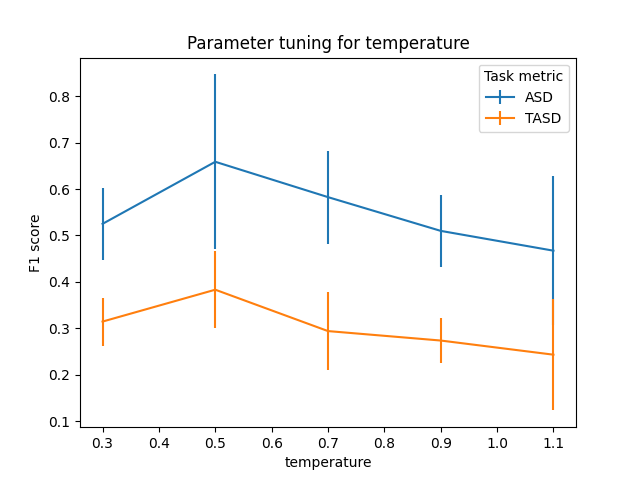 Parameter tuning for temperature
Task metric
ASD
TASD
F1 score
0.8
0.7
0.6
0.5
0.4
0.3
0.2
0.1
0.3 0.4 0.5 0.6 0.7 0.8 0.9 1.0 1.1
temperature